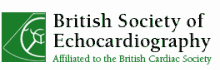 British Society of
Echocardiography
Affiliated to the British Cardiac Society